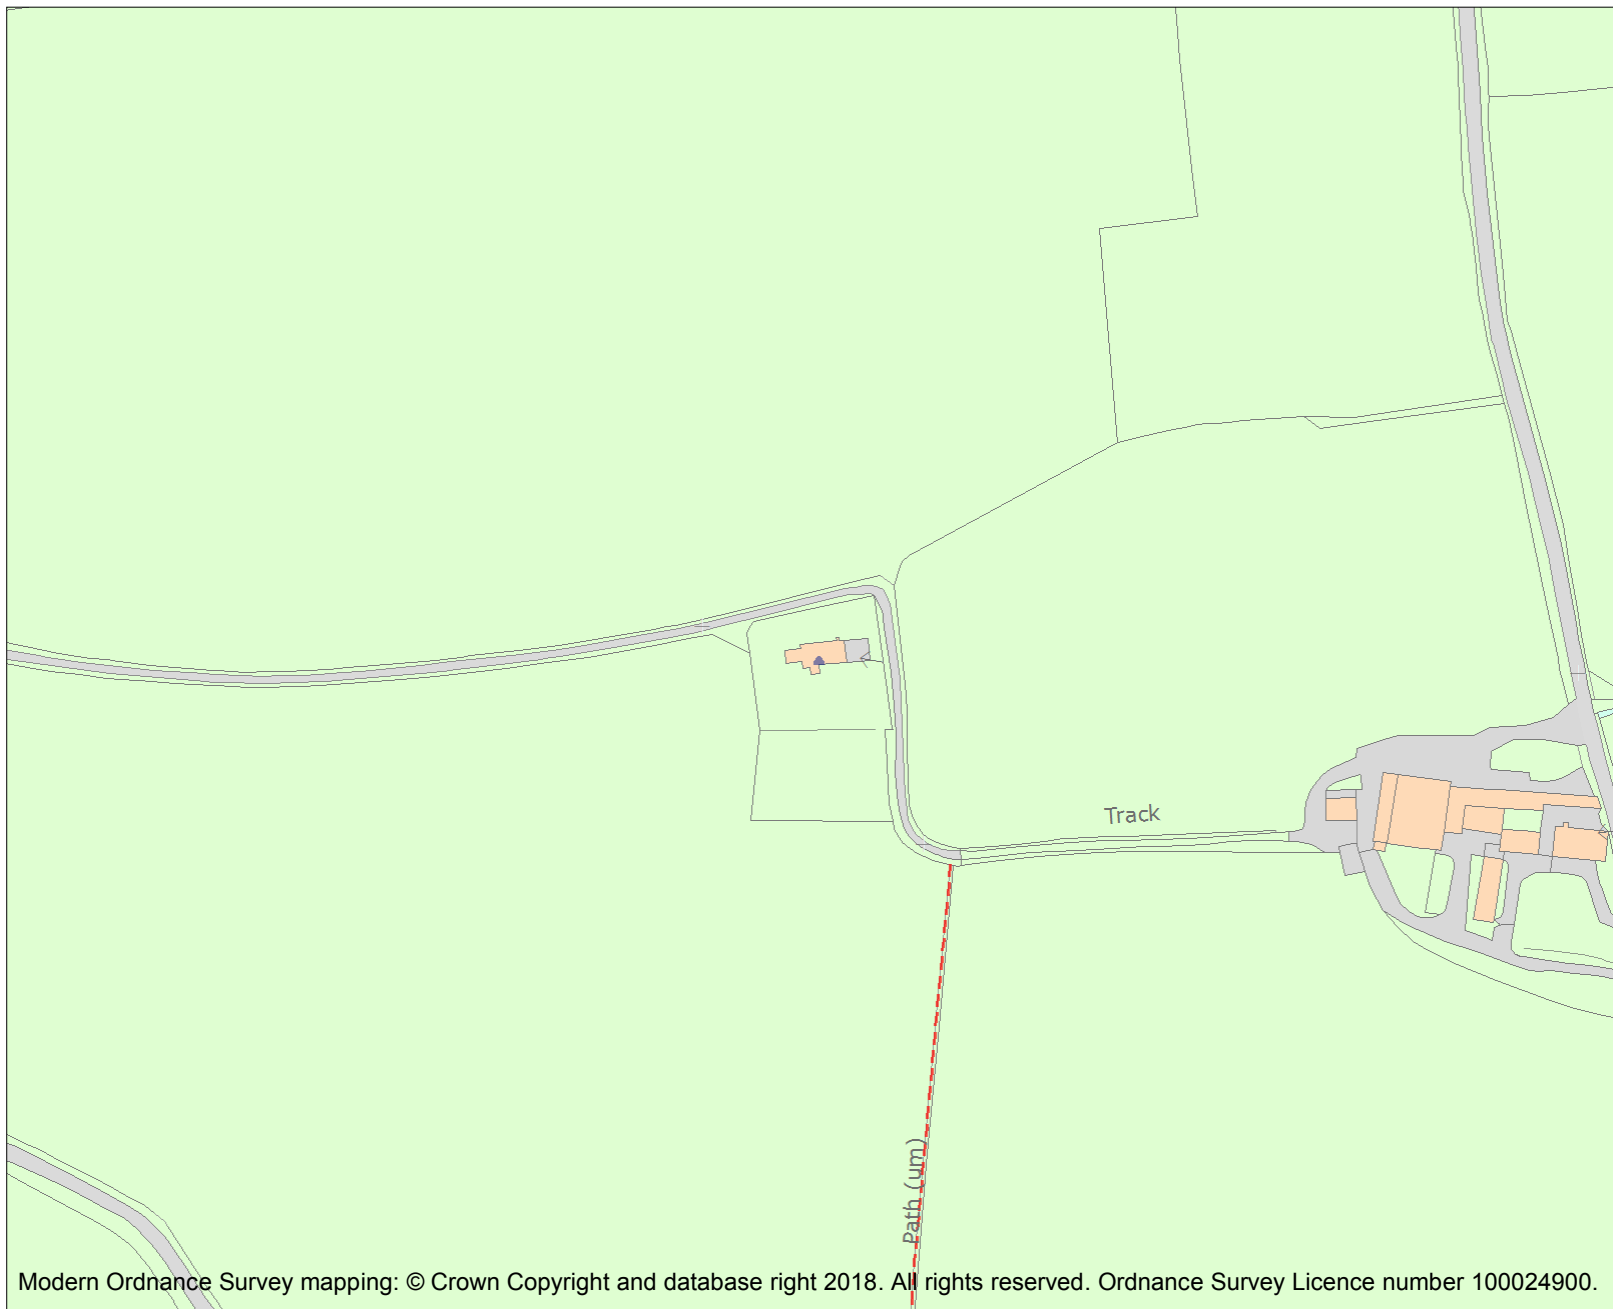 Track
Path (um)
Modern Ordnance Survey mapping: © Crown Copyright and database right 2018. All rights reserved. Ordnance Survey Licence number 100024900.